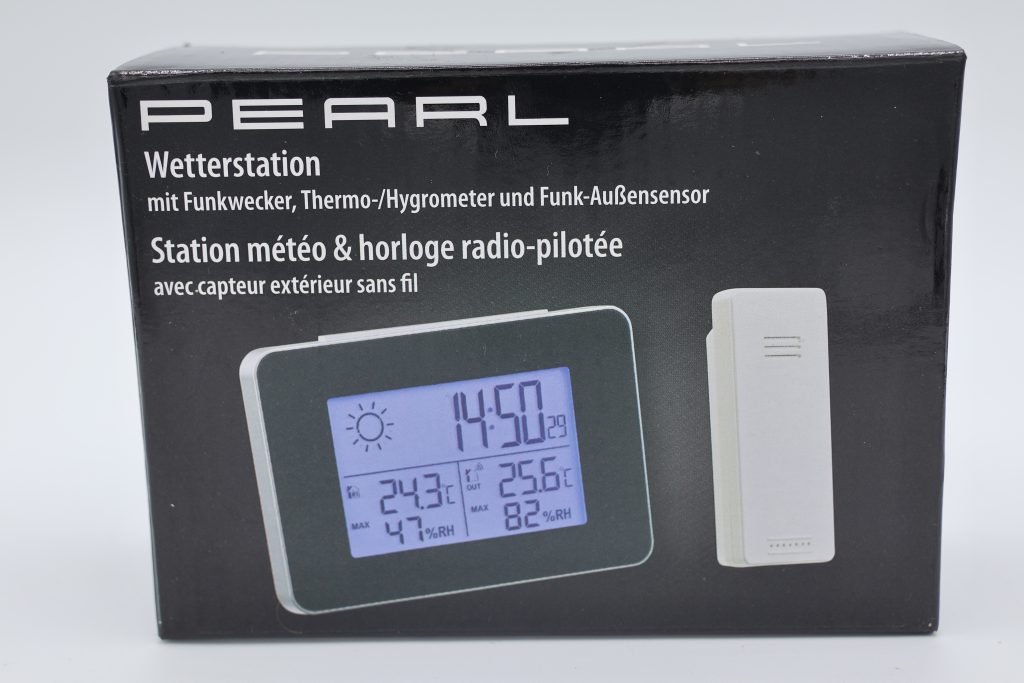 PEARL
Wetterstation
mit Funkwecker, Thermo-/Hygrometer und Funk-Außensensor
Station météo & horloge radio-pilotée
avec capteur extérieur sans fil
14:50 29
24.3°C
OUT 25.6°C
MAX 47%RH
MAX 82%RH